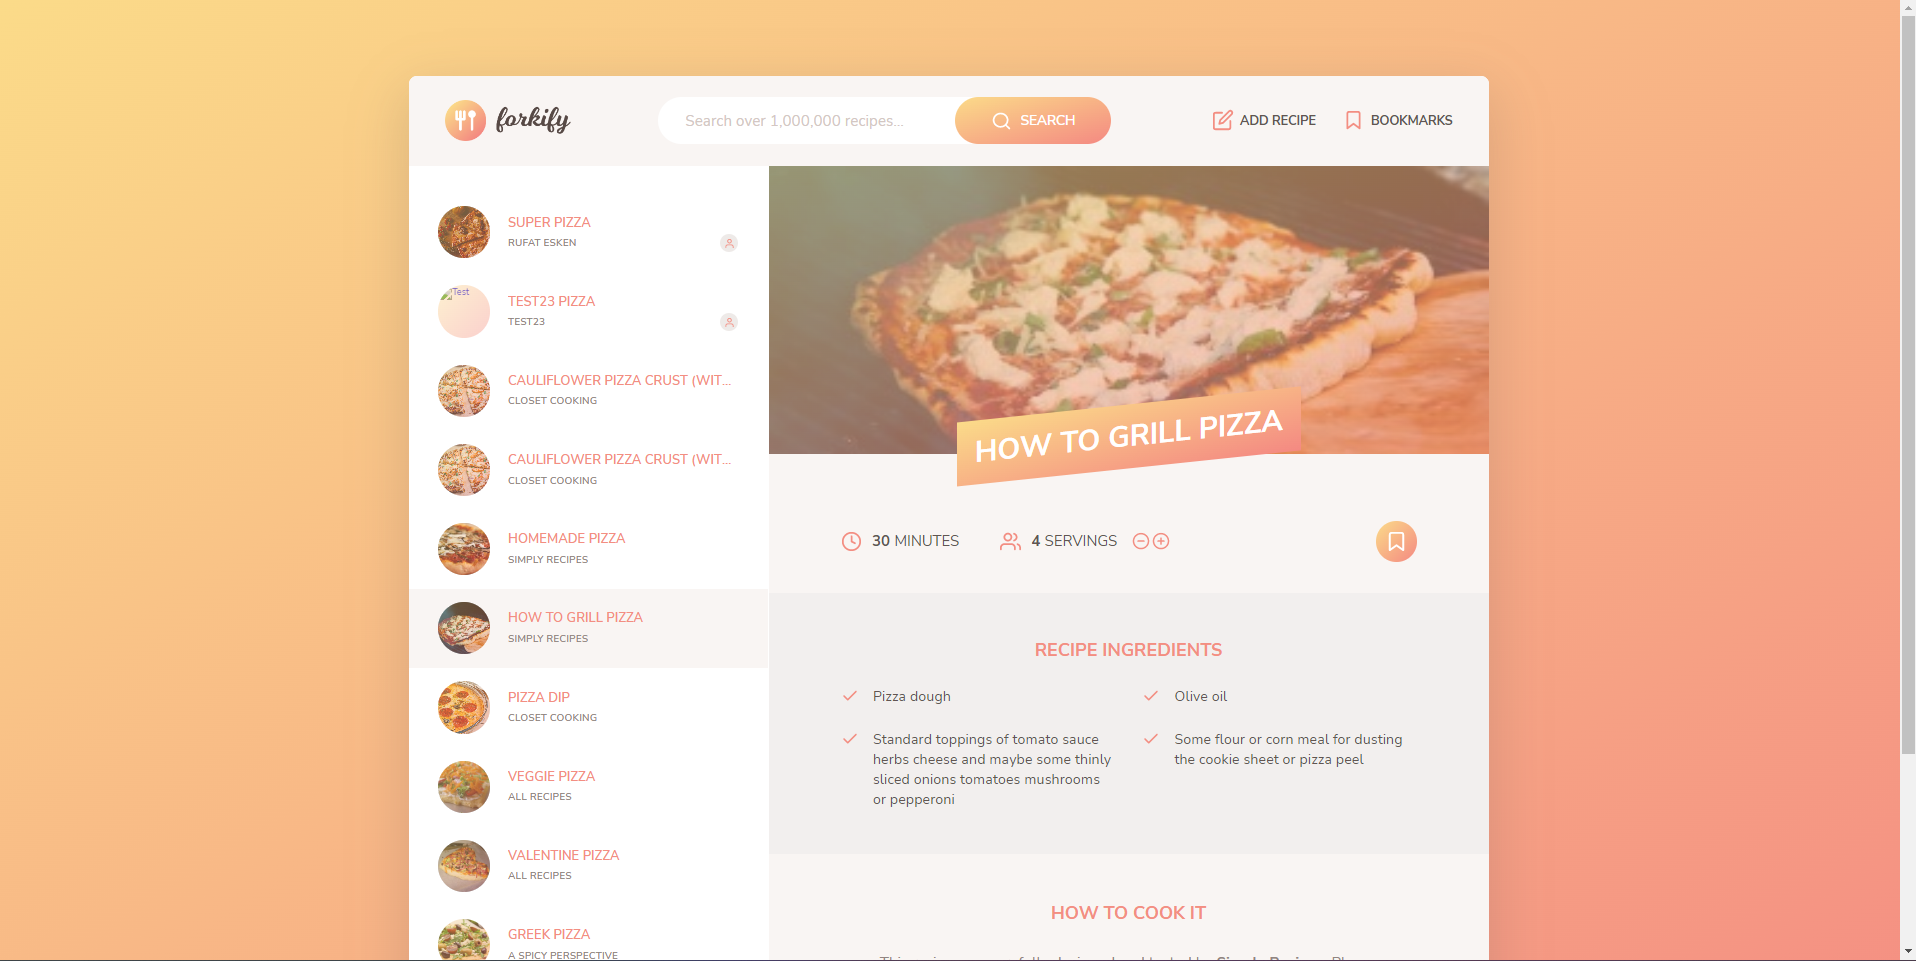 forkify
Search over 1,000,000 recipes...
SEARCH
ADD RECIPE
BOOKMARKS
SUPER PIZZA
RUFAT ESKEN
Test
TEST23 PIZZA
TEST23
CAULIFLOWER PIZZA CRUST (WIT...
CLOSET COOKING
CAULIFLOWER PIZZA CRUST (WIT...
CLOSET COOKING
HOMEMADE PIZZA
SIMPLY RECIPES
HOW TO GRILL PIZZA
SIMPLY RECIPES
PIZZA DIP
CLOSET COOKING
VEGGIE PIZZA
ALL RECIPES
VALENTINE PIZZA
ALL RECIPES
GREEK PIZZA
A SPICY PERSPECTIVE
HOW TO GRILL PIZZA
30 MINUTES
4 SERVINGS
RECIPE INGREDIENTS
Pizza dough
Olive oil
Standard toppings of tomato sauce
herbs cheese and maybe some thinly
sliced onions tomatoes mushrooms
or pepperoni
Some flour or corn meal for dusting
the cookie sheet or pizza peel
HOW TO COOK IT